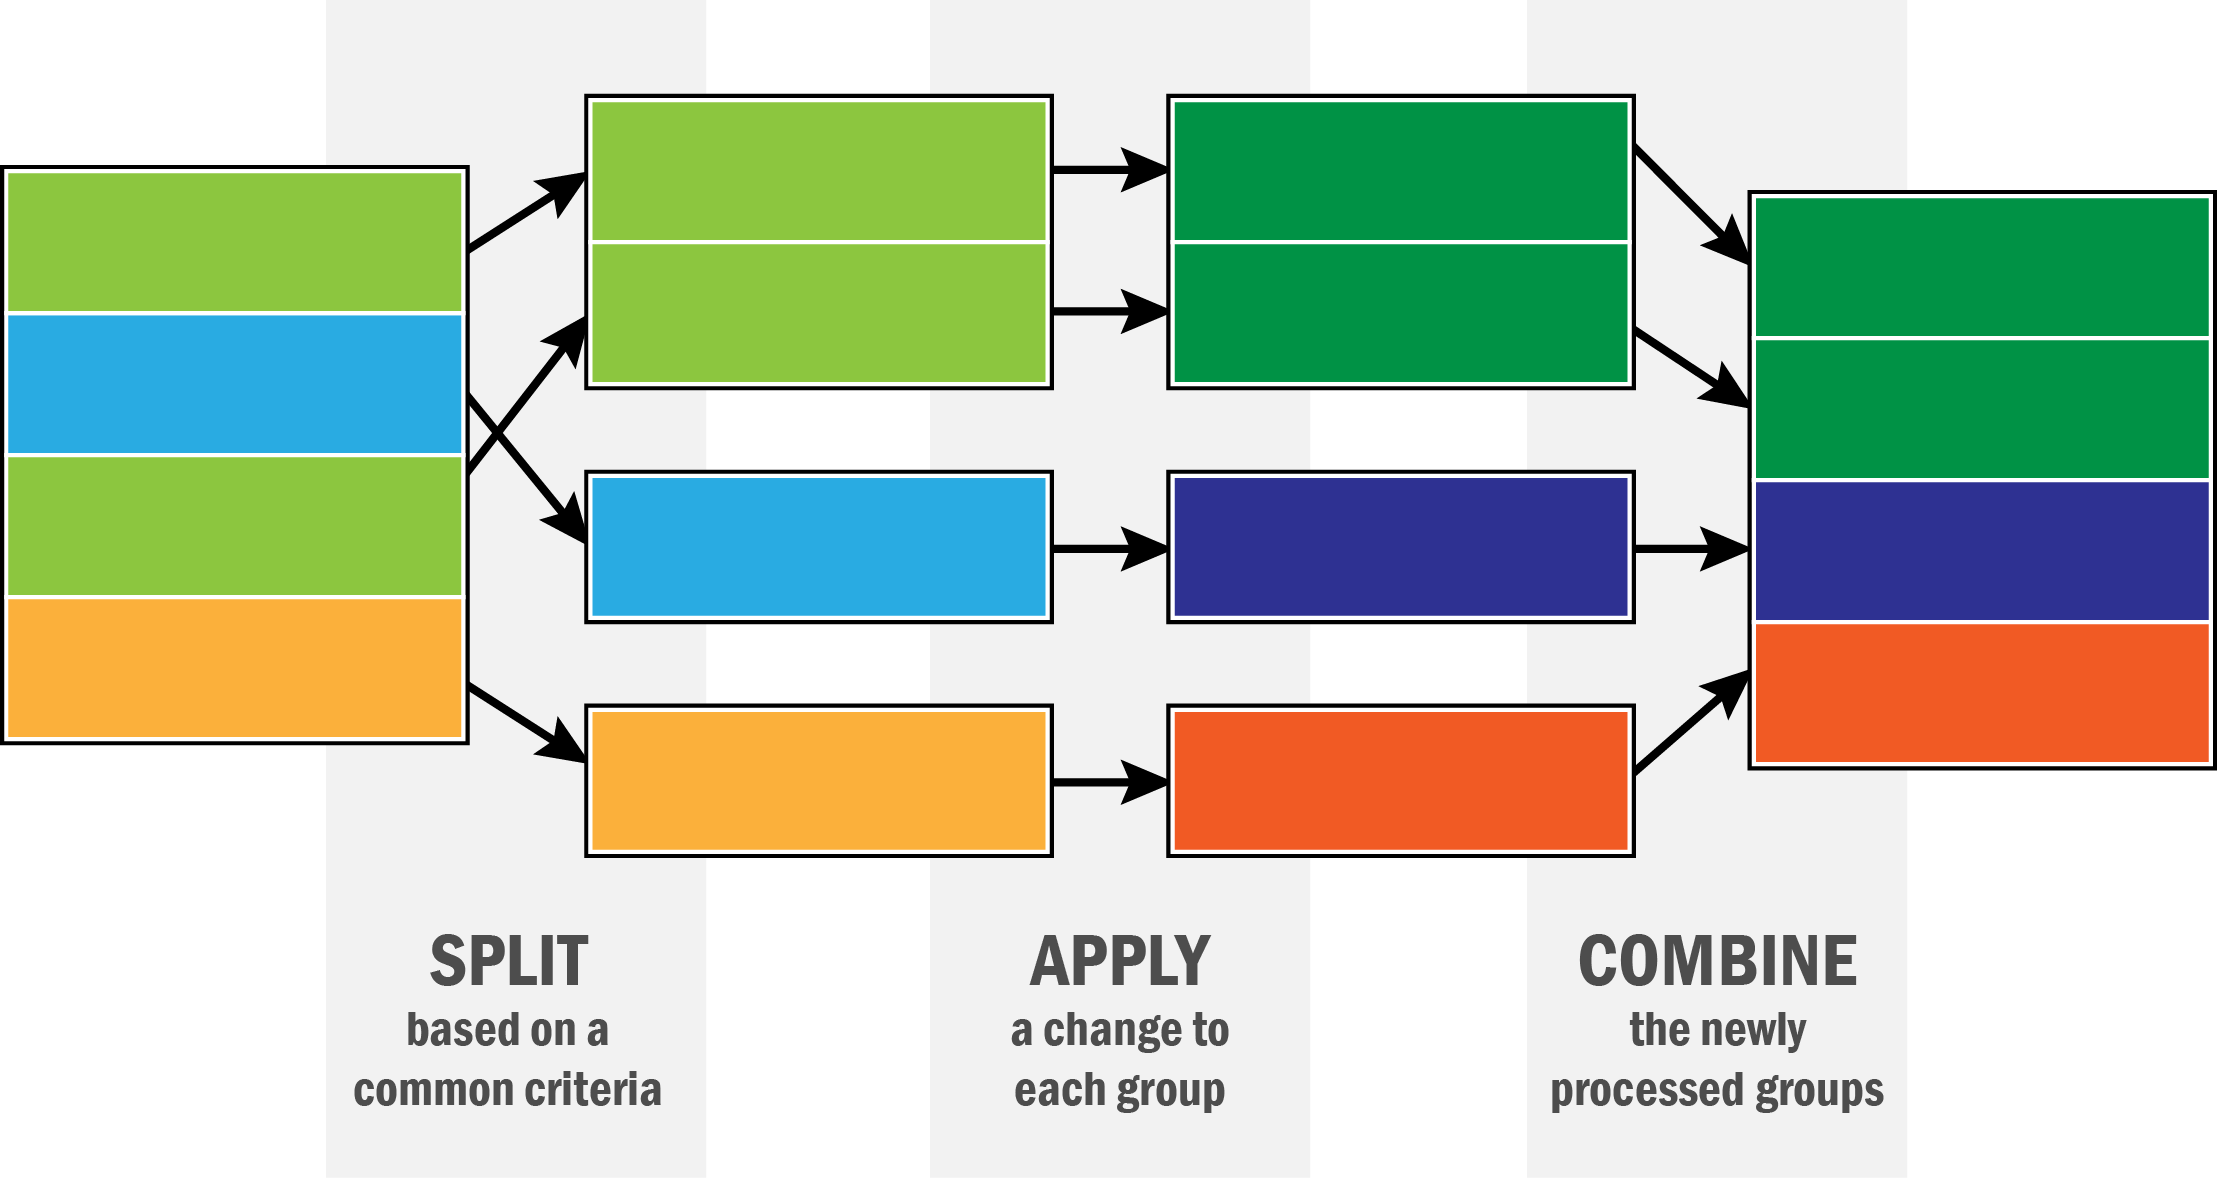 SPLIT
based on a
common criteria
APPLY
a change to
each group
COMBINE
the newly
processed groups